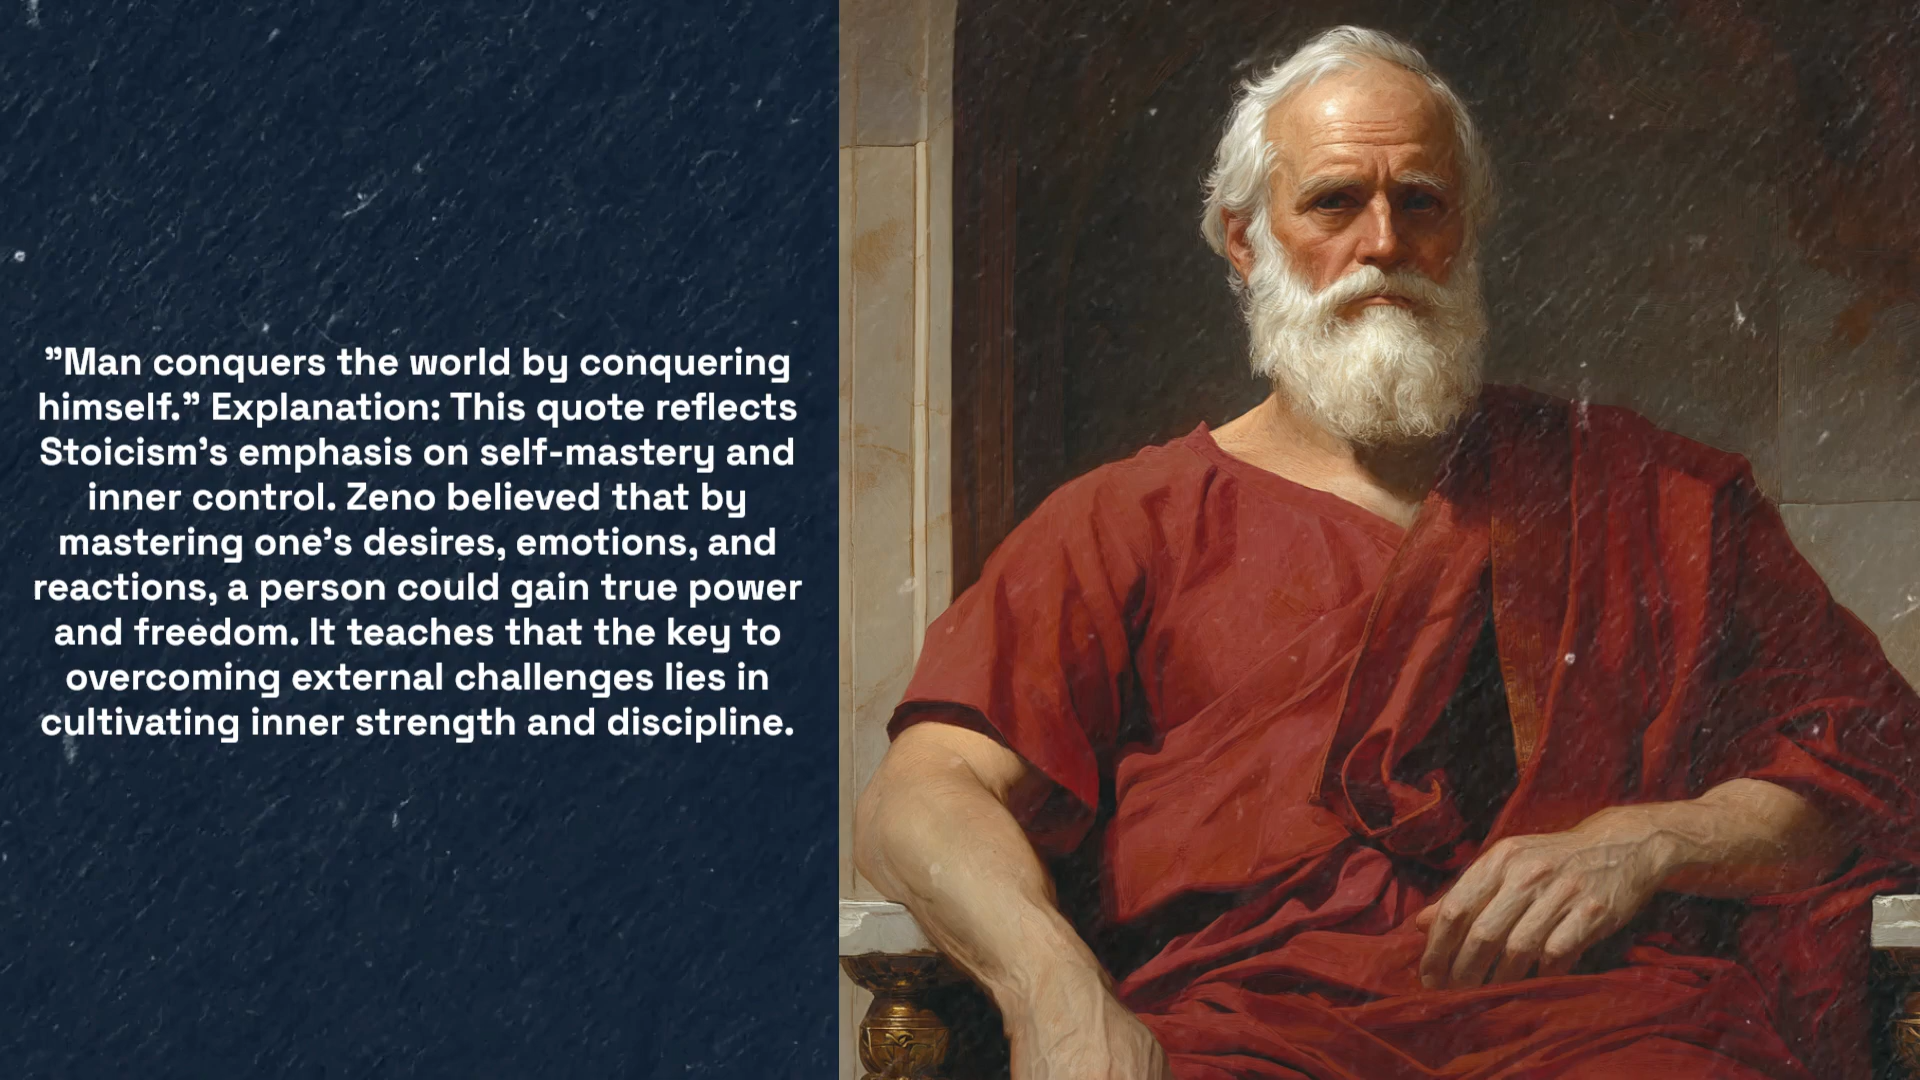 ”Man conquers the world by conquering
himself.” Explanation: This quote reflects
Stoicism’s emphasis on self-mastery and
inner control. Zeno believed that by
mastering one’s desires, emotions, and
reactions, a person could gain true power
and freedom. It teaches that the key to
overcoming external challenges lies in
cultivating inner strength and discipline.